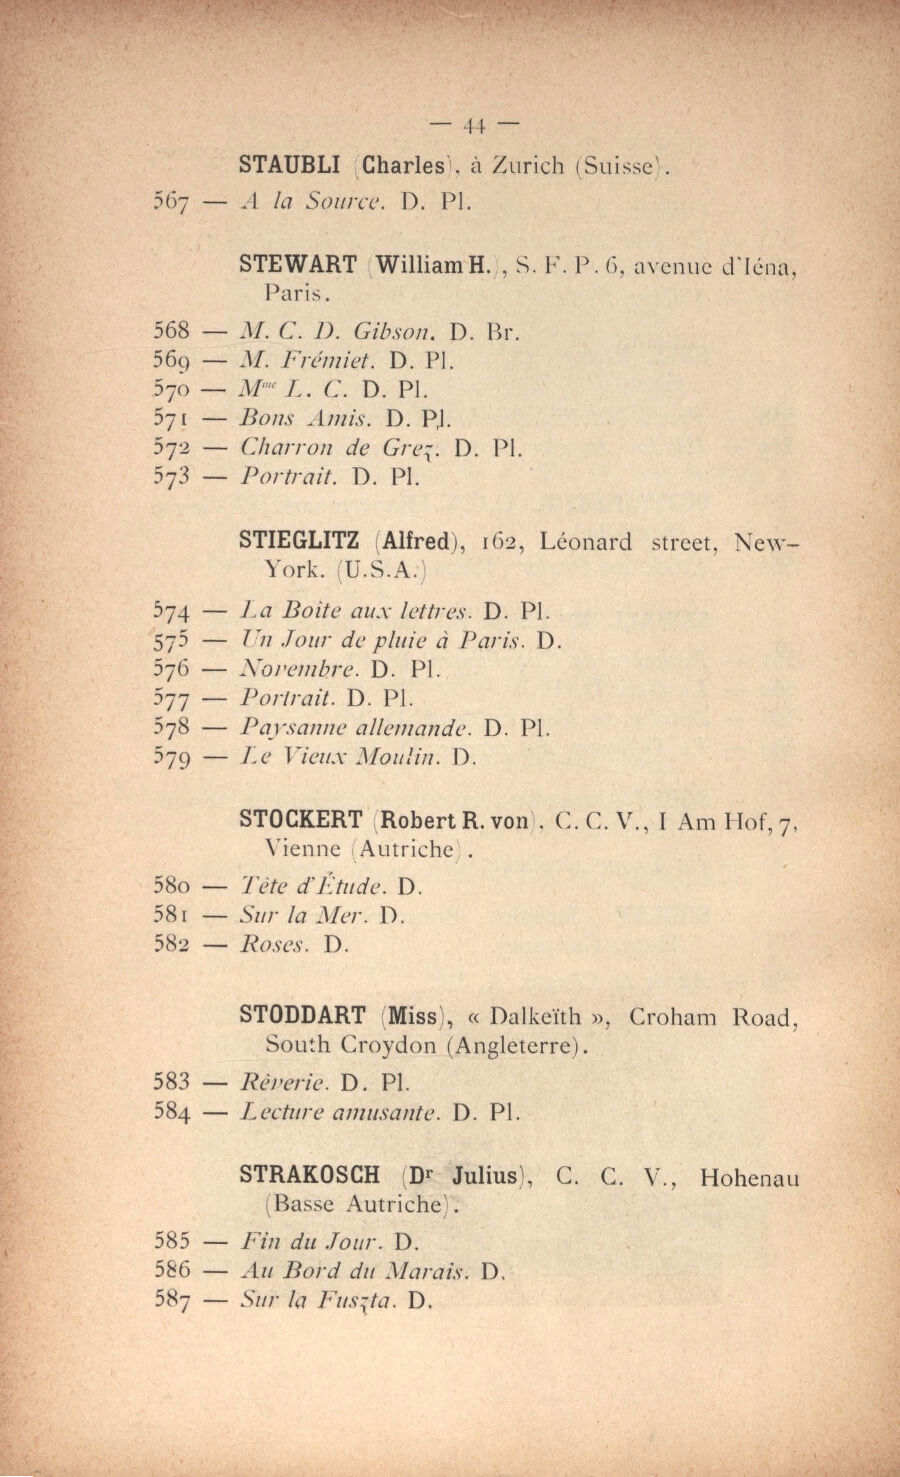 — 44 —
STAUBLI (Charles), à Zurich (Suisse).
567 — A la Source. D. Pl.
STEWART (William H.), S. F. P. 6, avenue d'Iéna,
Paris.
568 — M. C. D. Gibson. D. Br.
569 — M. Frémiet. D. Pl.
570 — Mme L. C. D. Pl.
571 — Bons Amis. D. Pl.
572 — Charron de Grez. D. Pl.
573 — Portrait. D. Pl.
STIEGLITZ (Alfred), 162, Léonard street, New-
York. (U.S.A.)
574 — La Boite aux lettres. D. Pl.
575 — Un Jour de pluie à Paris. D.
576 — Novembre. D. Pl.
577 — Portrait. D. Pl.
578 — Paysanne allemande. D. Pl.
579 — Le Vieux Moulin. D.
STOCKERT (Robert R. von), C. C. V., I Am Hof, 7,
Vienne (Autriche).
580 — Tête d'Étude. D.
581 — Sur la Mer. D.
582 — Roses. D.
STODDART (Miss), « Dalkeïth », Croham Road,
South Croydon (Angleterre).
583 — Rêverie. D. Pl.
584 — Lecture amusante. D. Pl.
STRAKOSCH (Dr Julius), C. C. V., Hohenau
(Basse Autriche).
585 — Fin du Jour. D.
586 — Au Bord du Marais. D.
587 — Sur la Fuszta. D.